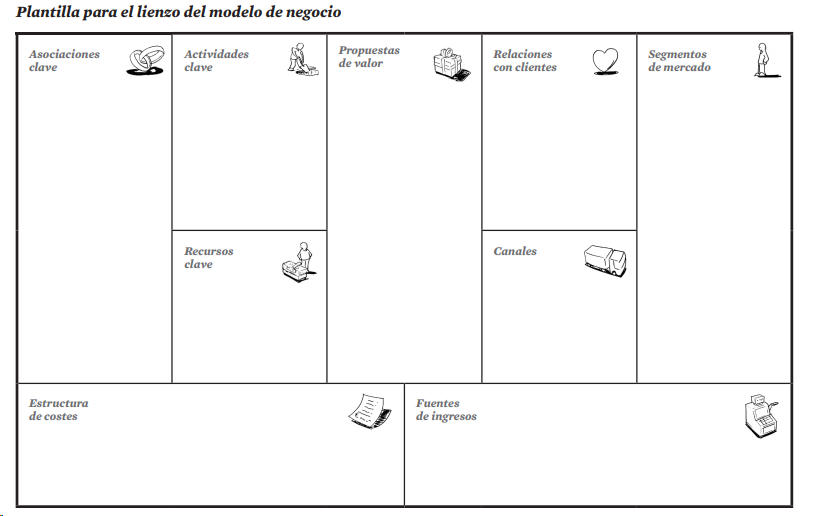 Plantilla para el lienzo del modelo de negocio
Asociaciones
clave
Actividades
clave
Propuestas
de valor
Relaciones
con clientes
Segmentos
de mercado
Recursos
clave
Canales
Estructura
de costes
Fuentes
de ingresos